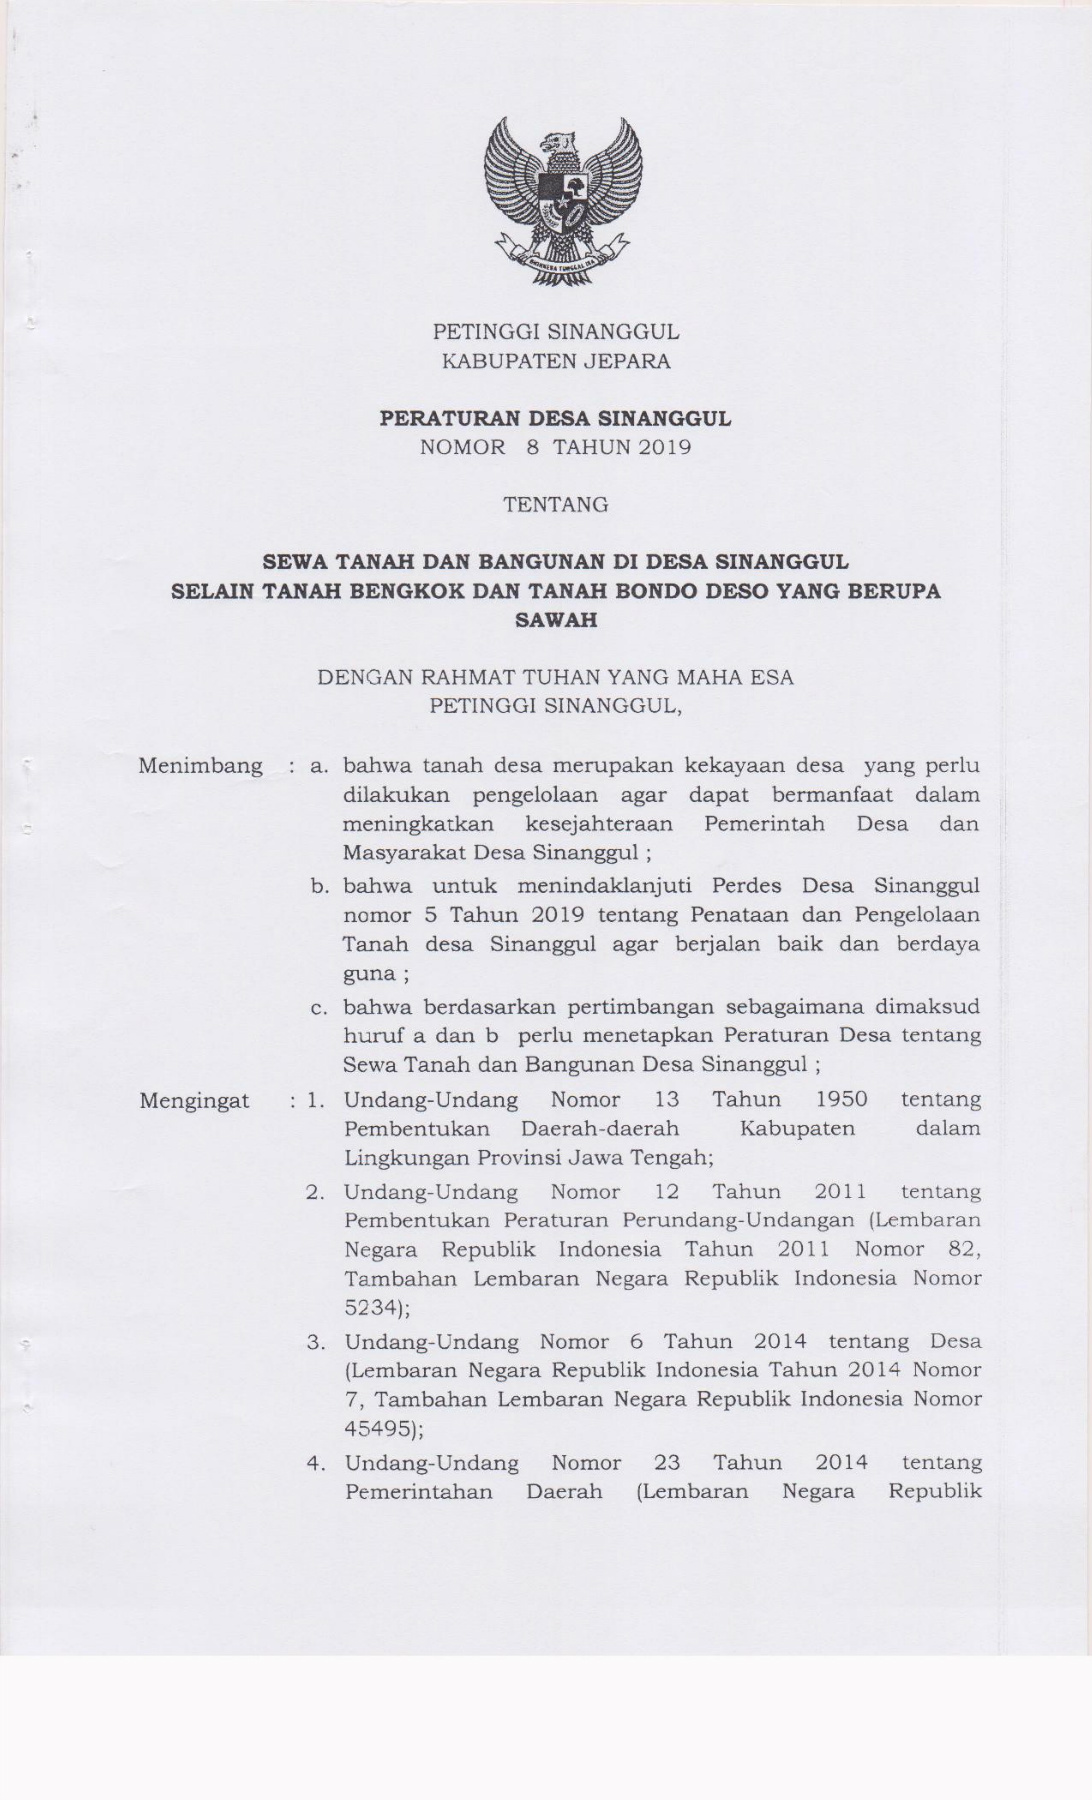 BHINNEKA TUNGGAL IKA
PETINGGI SINANGGUL
KABUPATEN JEPARA
PERATURAN DESA SINANGGUL
NOMOR 8 TAHUN 2019
TENTANG
SEWA TANAH DAN BANGUNAN DI DESA SINANGGUL
SELAIN TANAH BENGKOK DAN TANAH BONDO DESO YANG BERUPA
SAWAH
DENGAN RAHMAT TUHAN YANG MAHA ESA
PETINGGI SINANGGUL,
Menimbang : a. bahwa tanah desa merupakan kekayaan desa yang perlu
dilakukan pengelolaan agar dapat bermanfaat dalam
meningkatkan kesejahteraan Pemerintah Desa dan
Masyarakat Desa Sinanggul ;
b. bahwa untuk menindaklanjuti Perdes Desa Sinanggul
nomor 5 Tahun 2019 tentang Penataan dan Pengelolaan
Tanah desa Sinanggul agar berjalan baik dan berdaya
guna ;
c. bahwa berdasarkan pertimbangan sebagaimana dimaksud
huruf a dan b perlu menetapkan Peraturan Desa tentang
Sewa Tanah dan Bangunan Desa Sinanggul ;
Mengingat : 1. Undang-Undang Nomor 13 Tahun 1950 tentang
Pembentukan Daerah-daerah Kabupaten dalam
Lingkungan Provinsi Jawa Tengah;
2. Undang-Undang Nomor 12 Tahun 2011 tentang
Pembentukan Peraturan Perundang-Undangan (Lembaran
Negara Republik Indonesia Tahun 2011 Nomor 82,
Tambahan Lembaran Negara Republik Indonesia Nomor
5234);
3. Undang-Undang Nomor 6 Tahun 2014 tentang Desa
(Lembaran Negara Republik Indonesia Tahun 2014 Nomor
7, Tambahan Lembaran Negara Republik Indonesia Nomor
45495);
4. Undang-Undang Nomor 23 Tahun 2014 tentang
Pemerintahan Daerah (Lembaran Negara Republik